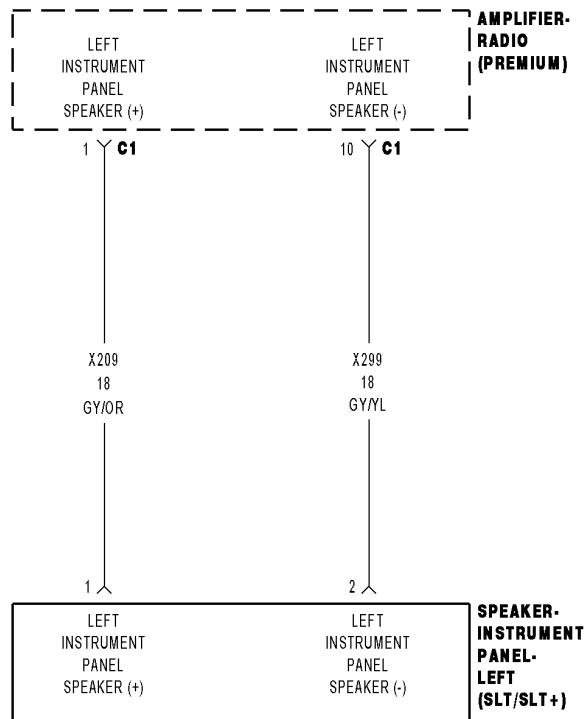 AMPLIFIER-
RADIO
(PREMIUM)
LEFT
INSTRUMENT
PANEL
SPEAKER (+)
LEFT
INSTRUMENT
PANEL
SPEAKER (-)
1 C1
10 C1
X209
18
GY/OR
X299
18
GY/YL
1
2
LEFT
INSTRUMENT
PANEL
SPEAKER (+)
LEFT
INSTRUMENT
PANEL
SPEAKER (-)
SPEAKER-
INSTRUMENT
PANEL-
LEFT
(SLT/SLT+)